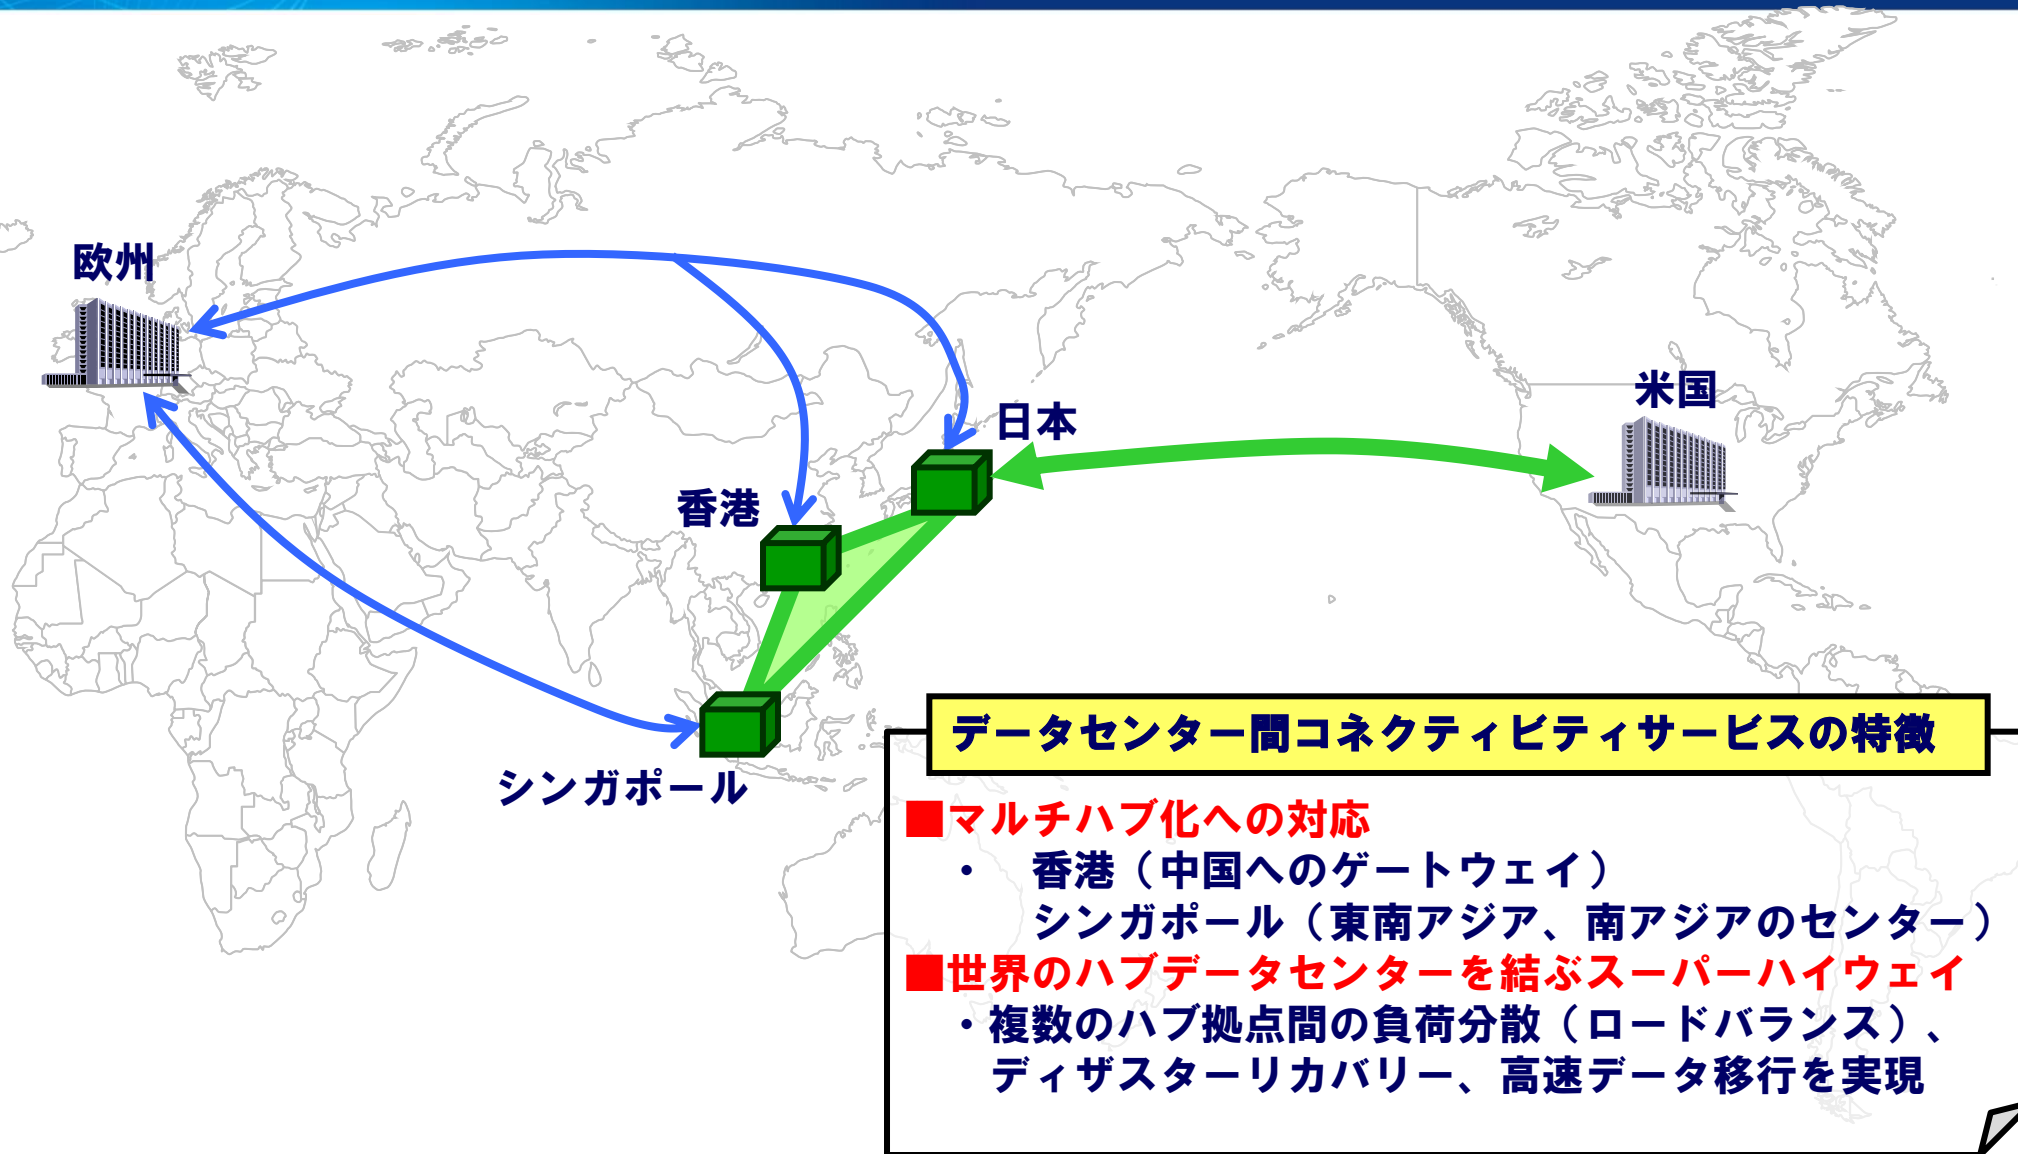 欧州
米国
日本
香港
シンガポール
データセンター間コネクティビティサービスの特徴
■マルチハブ化への対応
・ 香港（中国へのゲートウェイ）
シンガポール（東南アジア、南アジアのセンター）
■世界のハブデータセンターを結ぶスーパーハイウェイ
・複数のハブ拠点間の負荷分散（ロードバランス）、
ディザスターリカバリー、高速データ移行を実現